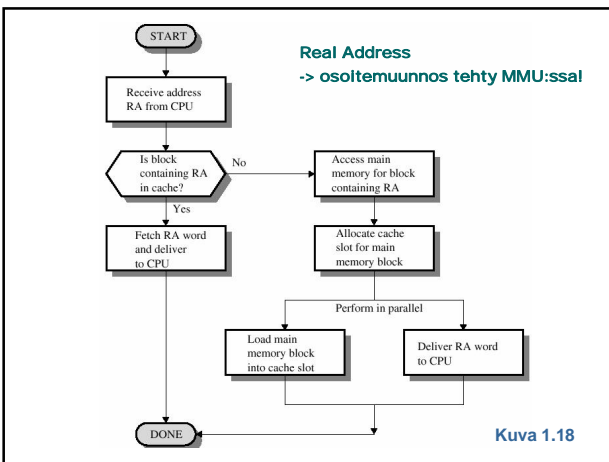 START
Real Address
-> osoitemuunnos tehty MMU:ssa!
Receive address
RA from CPU
Is block
containing RA
in cache?
No
Access main
memory for block
containing RA
Yes
Fetch RA word
and deliver
to CPU
Allocate cache
slot for main
memory block
Perform in parallel
Load main
memory block
into cache slot
Deliver RA word
to CPU
DONE
Kuva 1.18